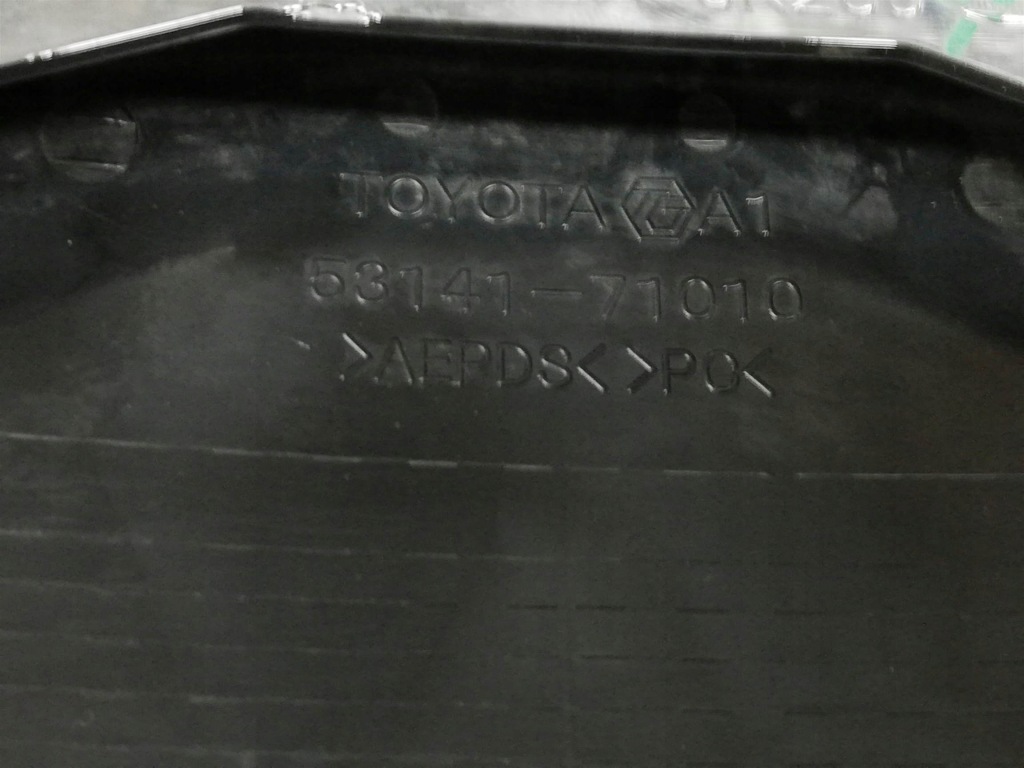 TOYOTA A1
53141-71010
>AEPDS< >PC<